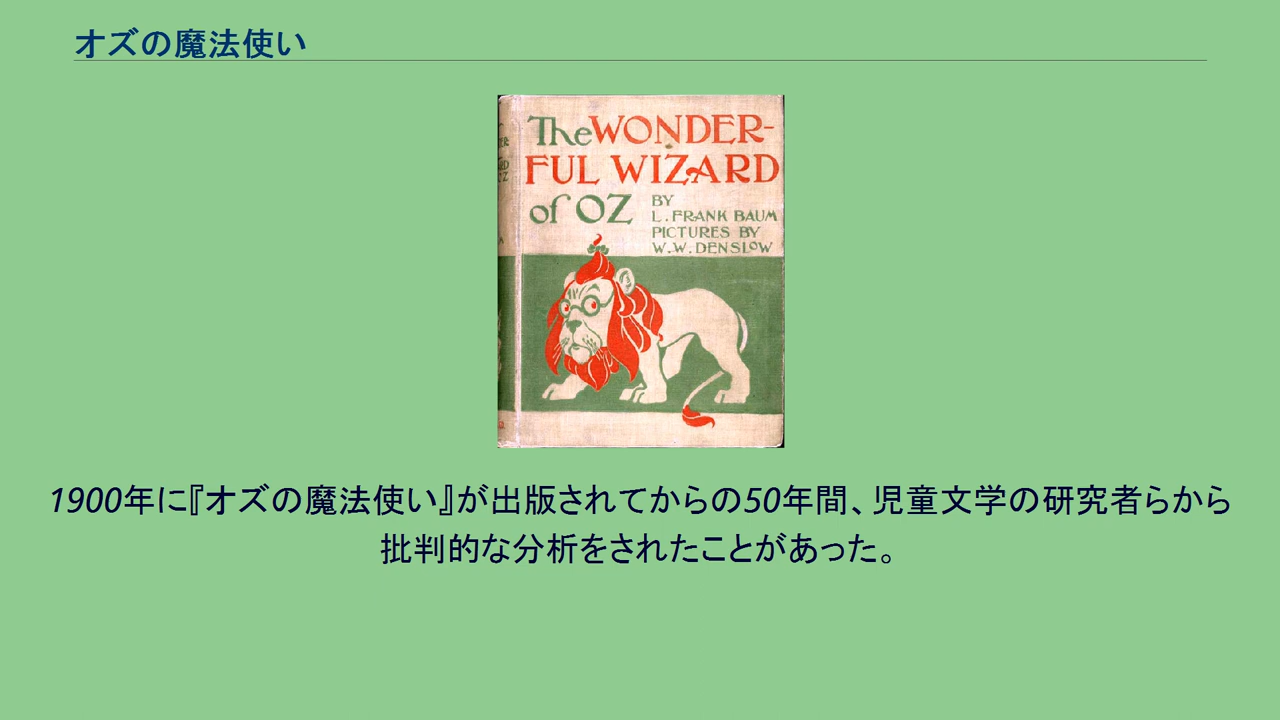 オズの魔法使い
The WONDER-
FUL WIZARD
of OZ
BY
L. FRANK BAUM
PICTURES BY
W. W. DENSLOW
1900年に『オズの魔法使い』が出版されてからの50年間、児童文学の研究者らから
批判的な分析をされたことがあった。